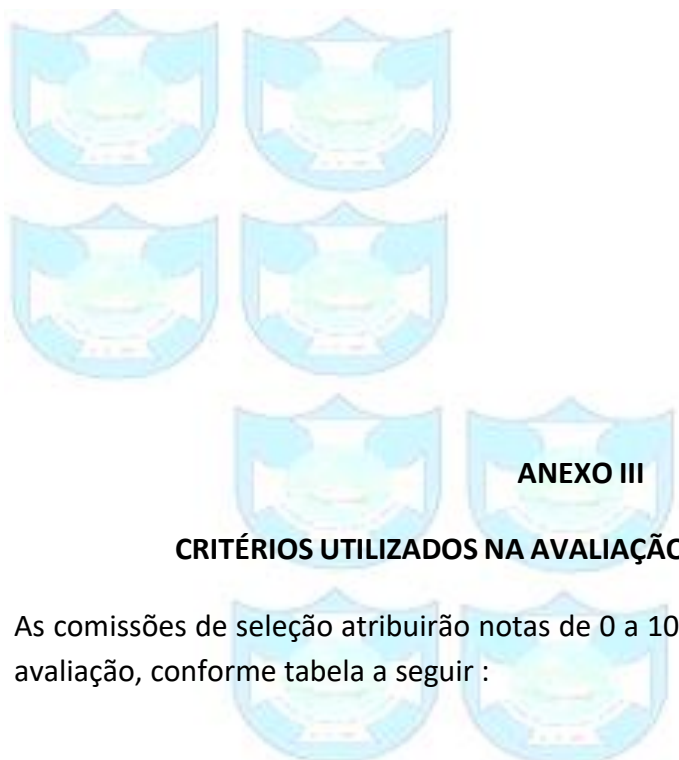 ANEXO III
CRITÉRIOS UTILIZADOS NA AVALIAÇÃO
As comissões de seleção atribuirão notas de 0 a 10
avaliação, conforme tabela a seguir :